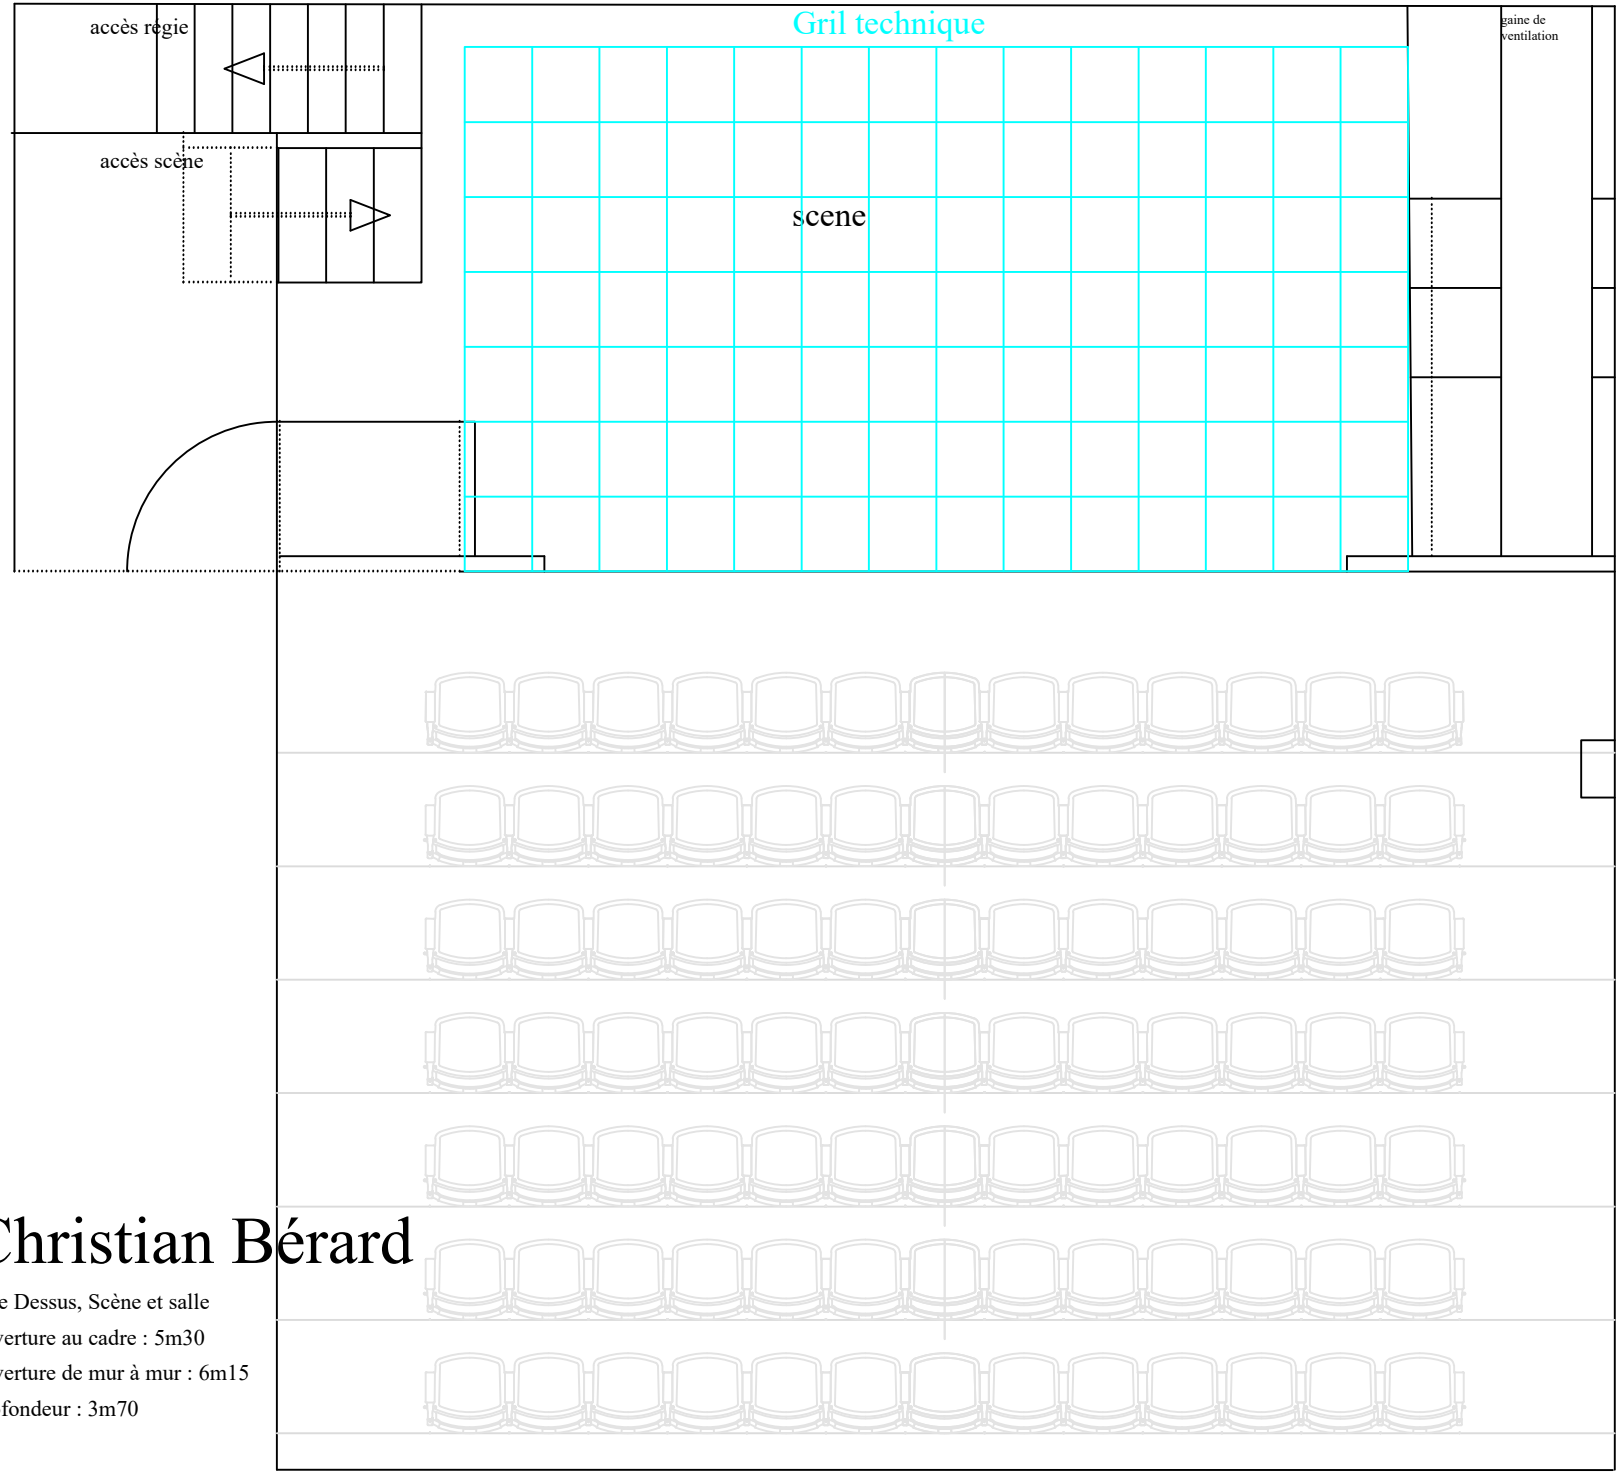 accès régie
Gril technique
gaine de
ventilation
accès scène
scene
Christian Bérard
e Dessus, Scène et salle
verture au cadre : 5m30
verture de mur à mur : 6m15
fondeur : 3m70